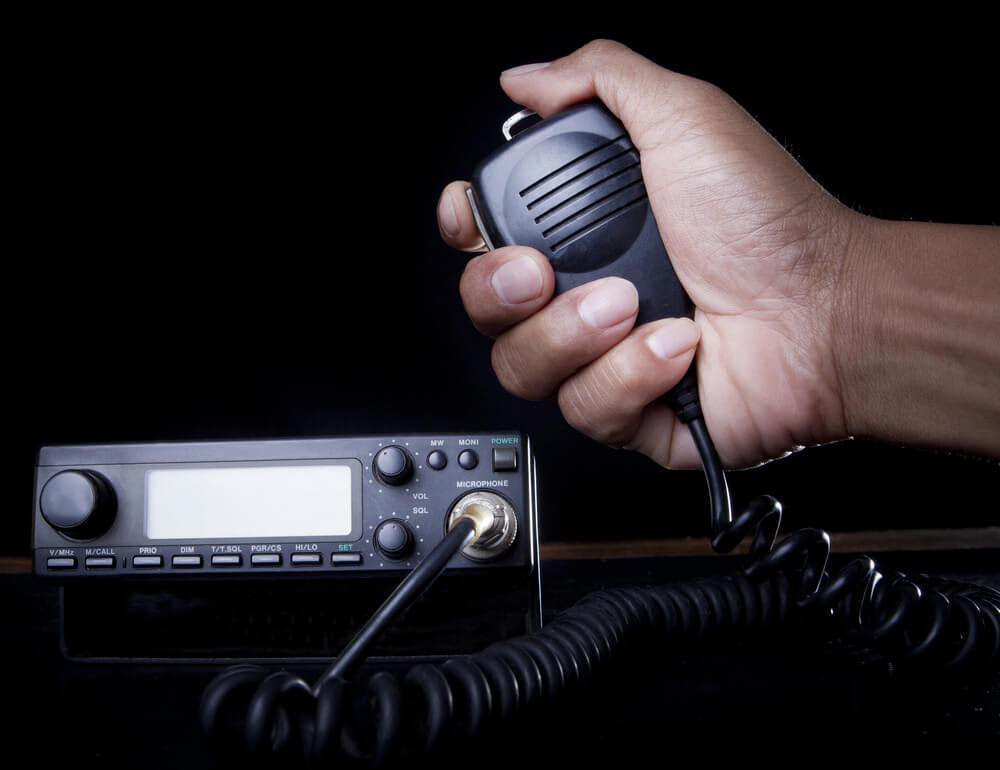 MW MONI POWER
MICROPHONE
VOL
SQL
V/MHz M/CALL PRIO DIM T/T.SQL PGR/CS HI/LO SET